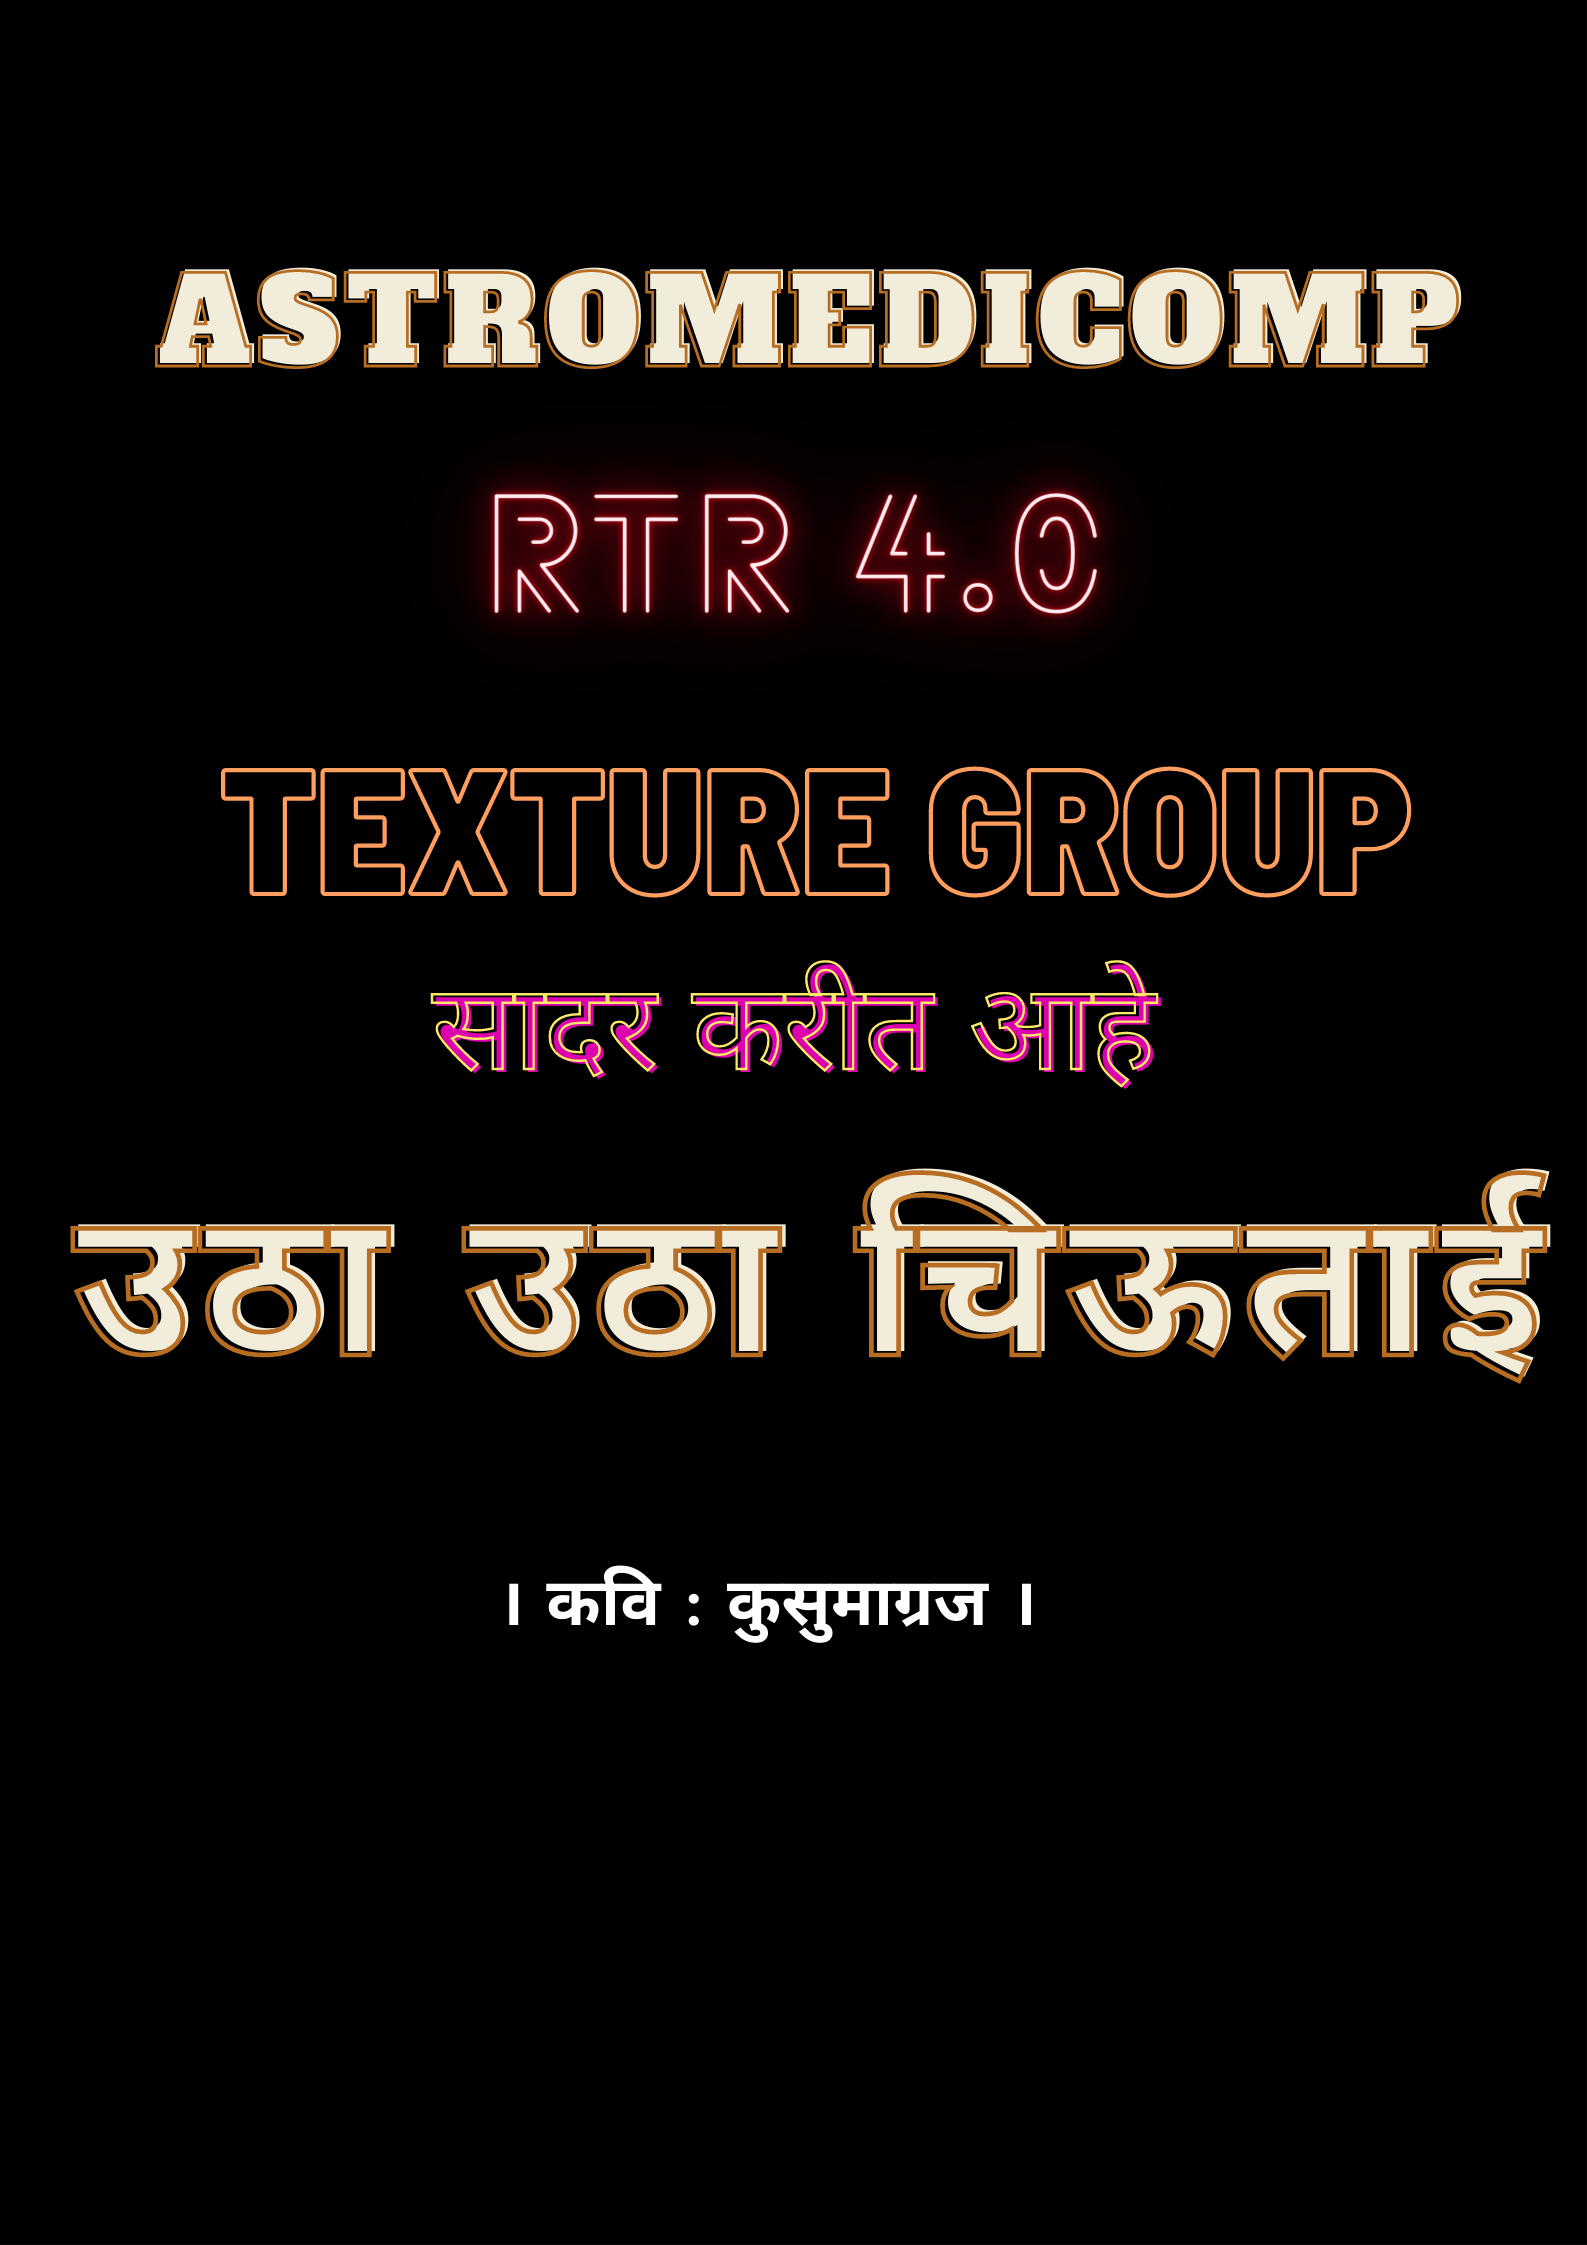 ASTROMEDICOMP
RTR 4.0
TEXTURE GROUP
सादर करीत आहे
उठा उठा चिऊताई
। कवि : कुसुमाग्रज ।